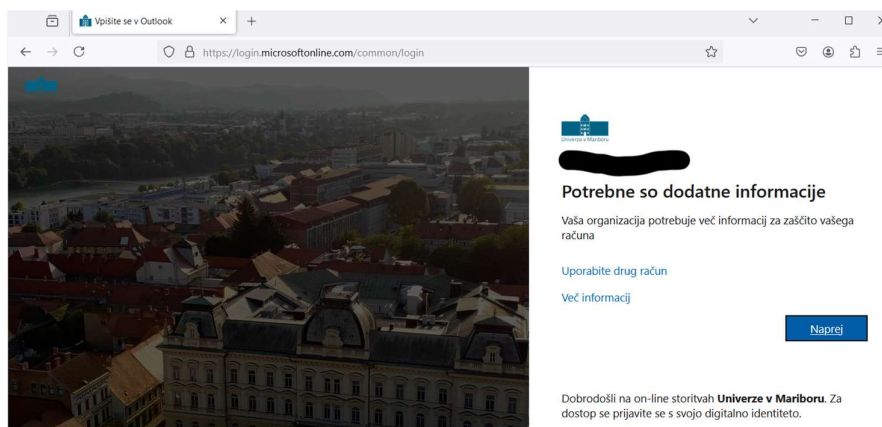 Vpišite se v Outlook
https://login.microsoftonline.com/common/login
Univerza v Mariboru
Potrebne so dodatne informacije
Vaša organizacija potrebuje več informacij za zaščito vašega
računa
Uporabite drug račun
Več informacij
Naprej
Dobrodošli na on-line storitvah Univerze v Mariboru. Za
dostop se prijavite se s svojo digitalno identiteto.